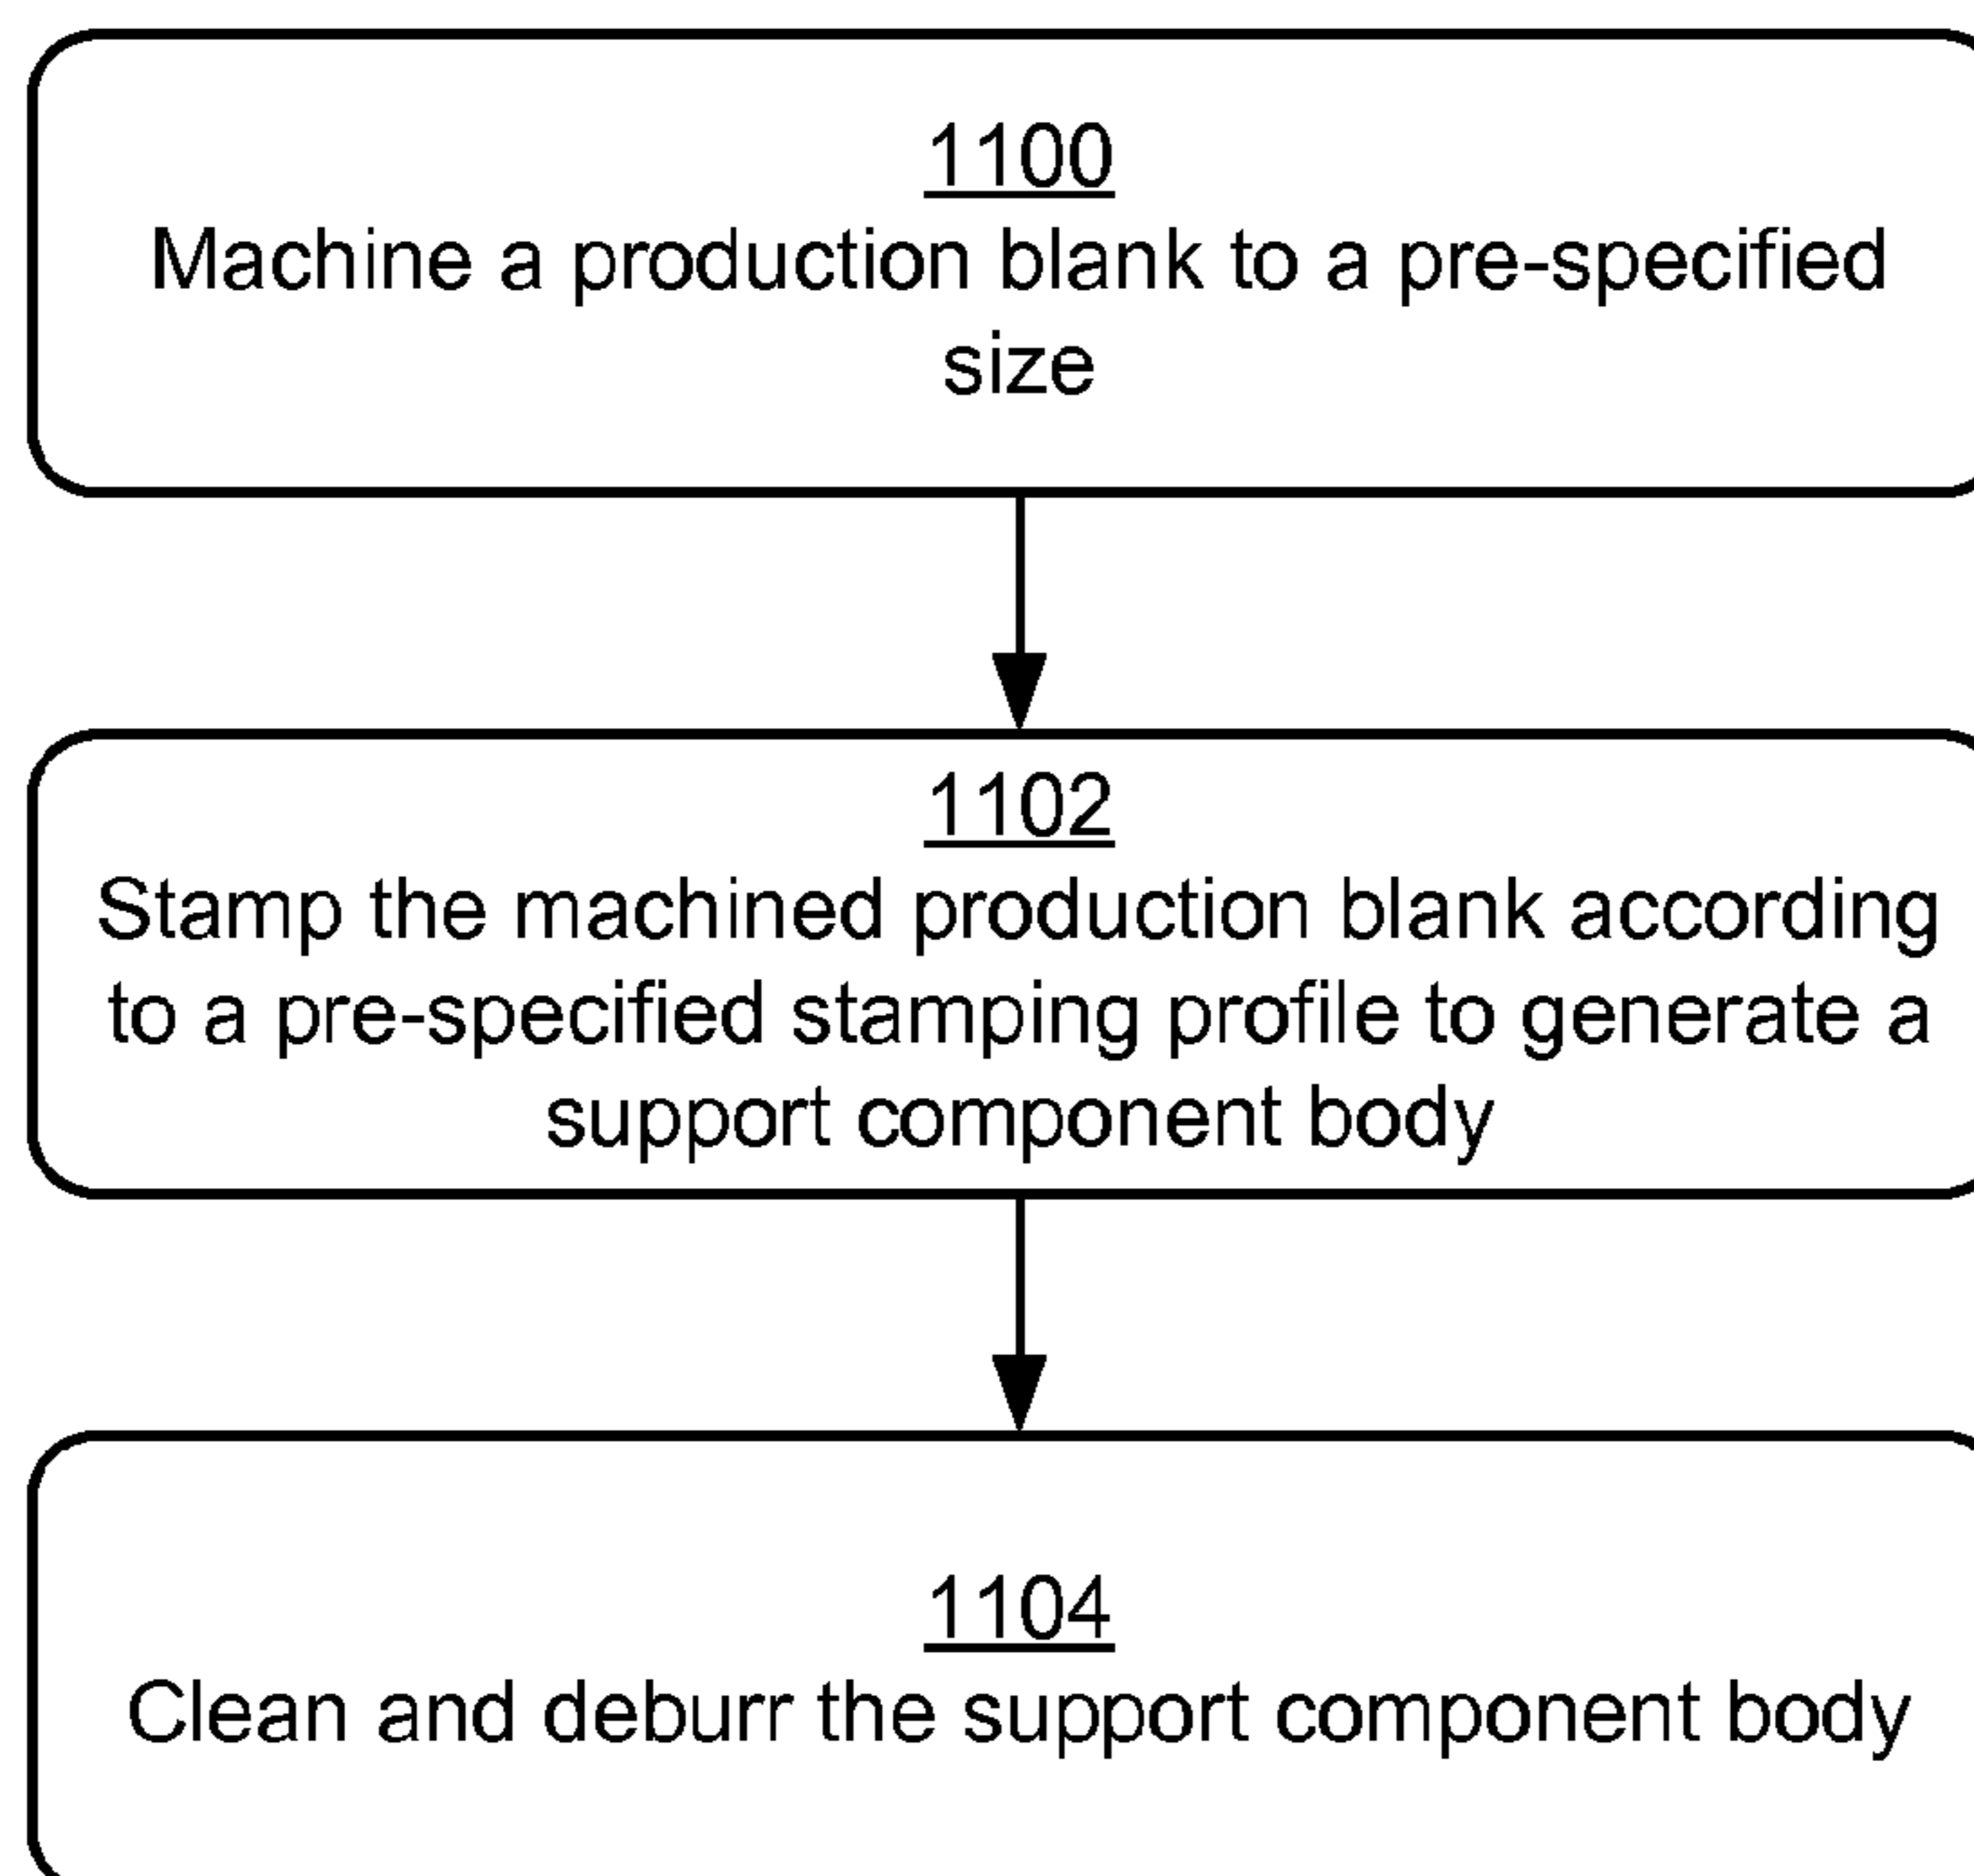 1100
Machine a production blank to a pre-specified
size
1102
Stamp the machined production blank according
to a pre-specified stamping profile to generate a
support component body
1104
Clean and deburr the support component body